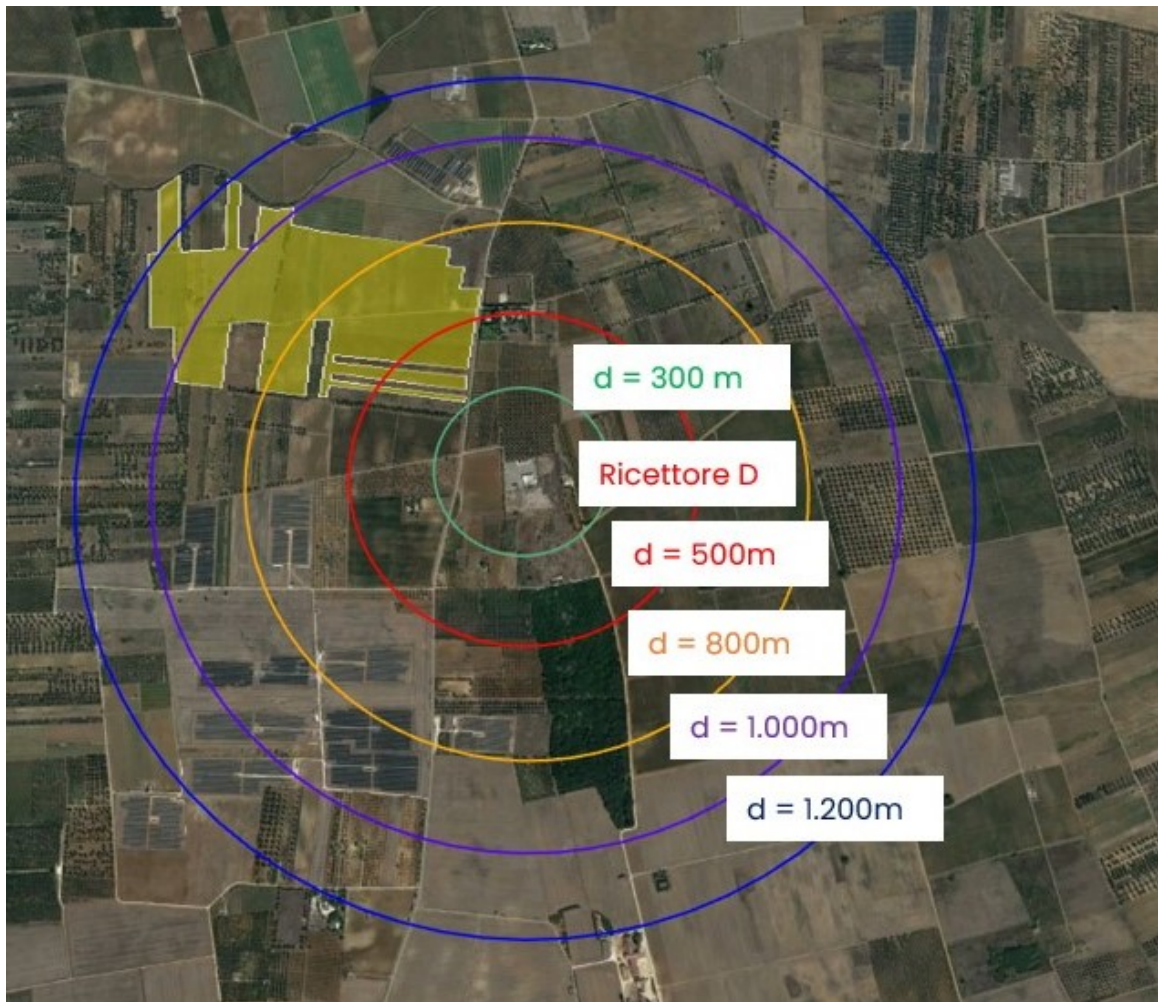 d = 300 m
Ricettore D
d = 500m
d = 800m
d = 1.000m
d = 1.200m